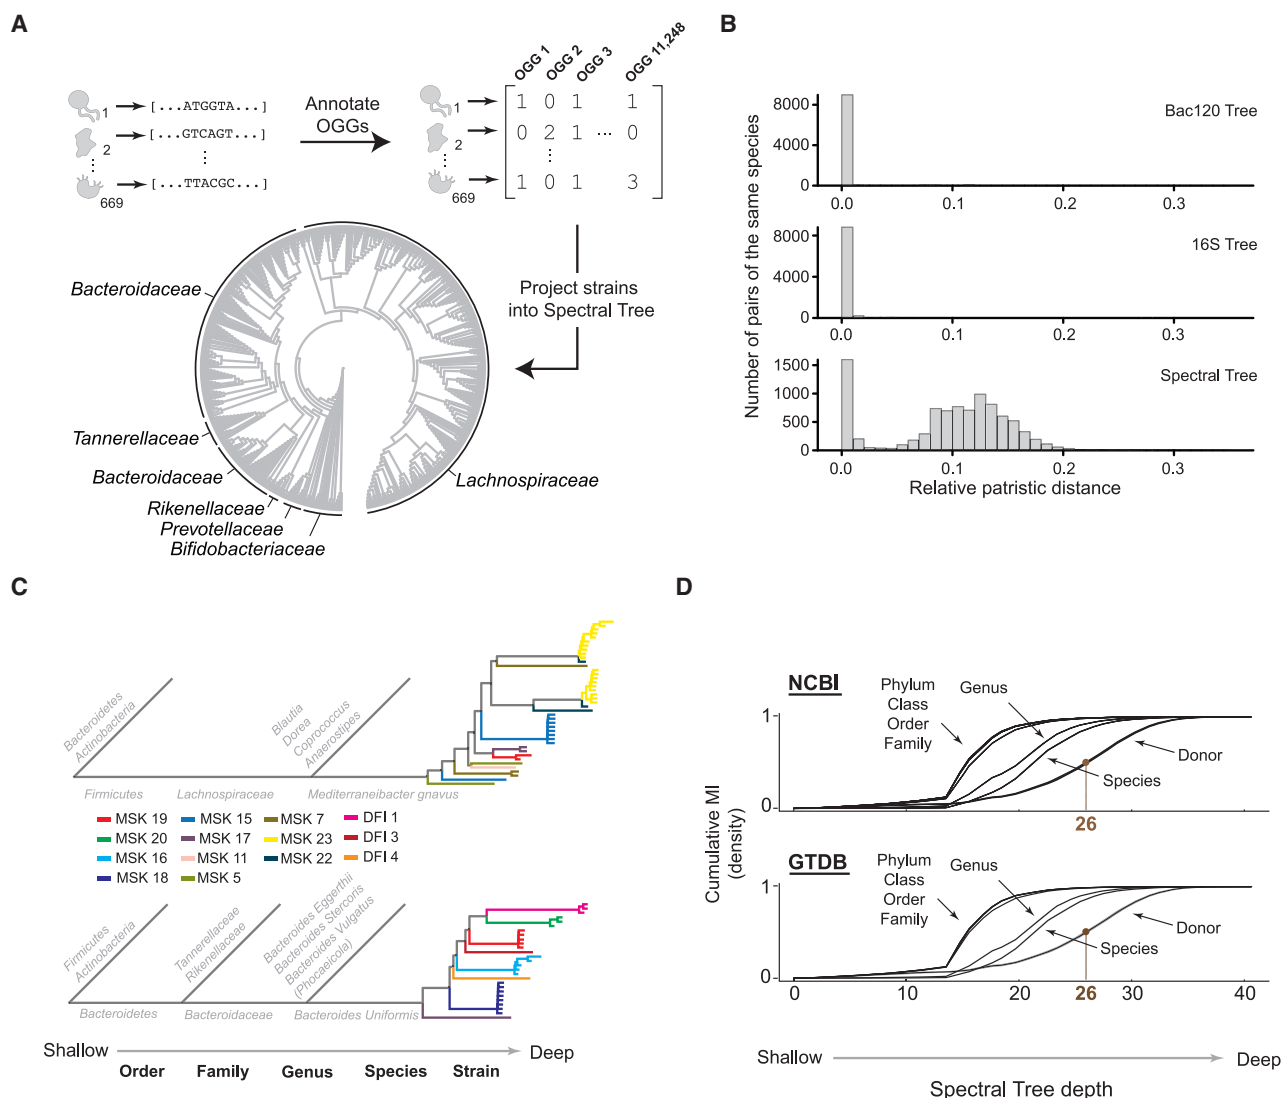 A
OGG 1
OGG 2
OGG 3
OGG 11,248
1
[...ATGGTA...]
2
[...GTCAGT...]
669
[...TTACGC...]
Annotate
OGGs
1
1 0 1 1
2
0 2 1 ... 0
669
1 0 1 3
Project strains
into Spectral Tree
Bacteroidaceae
Tannerellaceae
Bacteroidaceae
Rikenellaceae
Prevotellaceae
Bifidobacteriaceae
Lachnospiraceae
B
Number of pairs of the same species
8000
4000
0
Bac120 Tree
0.0 0.1 0.2 0.3
8000
4000
0
16S Tree
0.0 0.1 0.2 0.3
1500
1000
500
0
Spectral Tree
0.0 0.1 0.2 0.3
Relative patristic distance
C
Bacteroidetes
Actinobacteria
Blautia
Dorea
Coprococcus
Anaerostipes
Firmicutes
Lachnospiraceae
Mediterraneibacter gnavus
MSK 19
MSK 15
MSK 7
DFI 1
MSK 20
MSK 17
MSK 23
DFI 3
MSK 16
MSK 11
MSK 22
DFI 4
MSK 18
MSK 5
Firmicutes
Actinobacteria
Tannerellaceae
Rikenellaceae
Bacteroides Eggerthii
Bacteroides Stercoris
Bacteroides Vulgatus
(Phocaeicola)
Bacteroidetes
Bacteroidaceae
Bacteroides Uniformis
Shallow
Deep
Order
Family
Genus
Species
Strain
D
Cumulative MI
(density)
NCBI
Phylum
Class
Order
Family
Genus
Species
Donor
1
0
26
GTDB
Phylum
Class
Order
Family
Genus
Species
Donor
1
0
0 10 20 26 30 40
Shallow
Deep
Spectral Tree depth